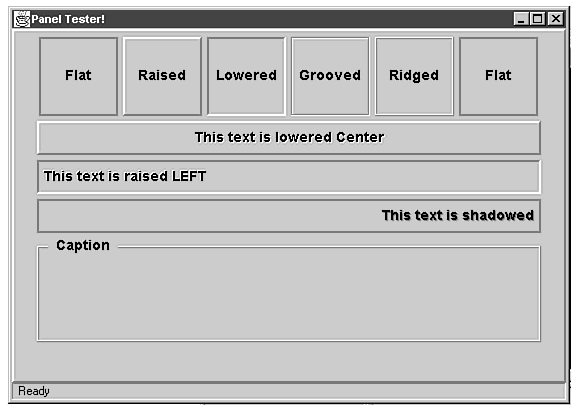 Panel Tester!
Flat Raised Lowered Grooved Ridged Flat
This text is lowered Center
This text is raised LEFT
This text is shadowed
Caption
Ready